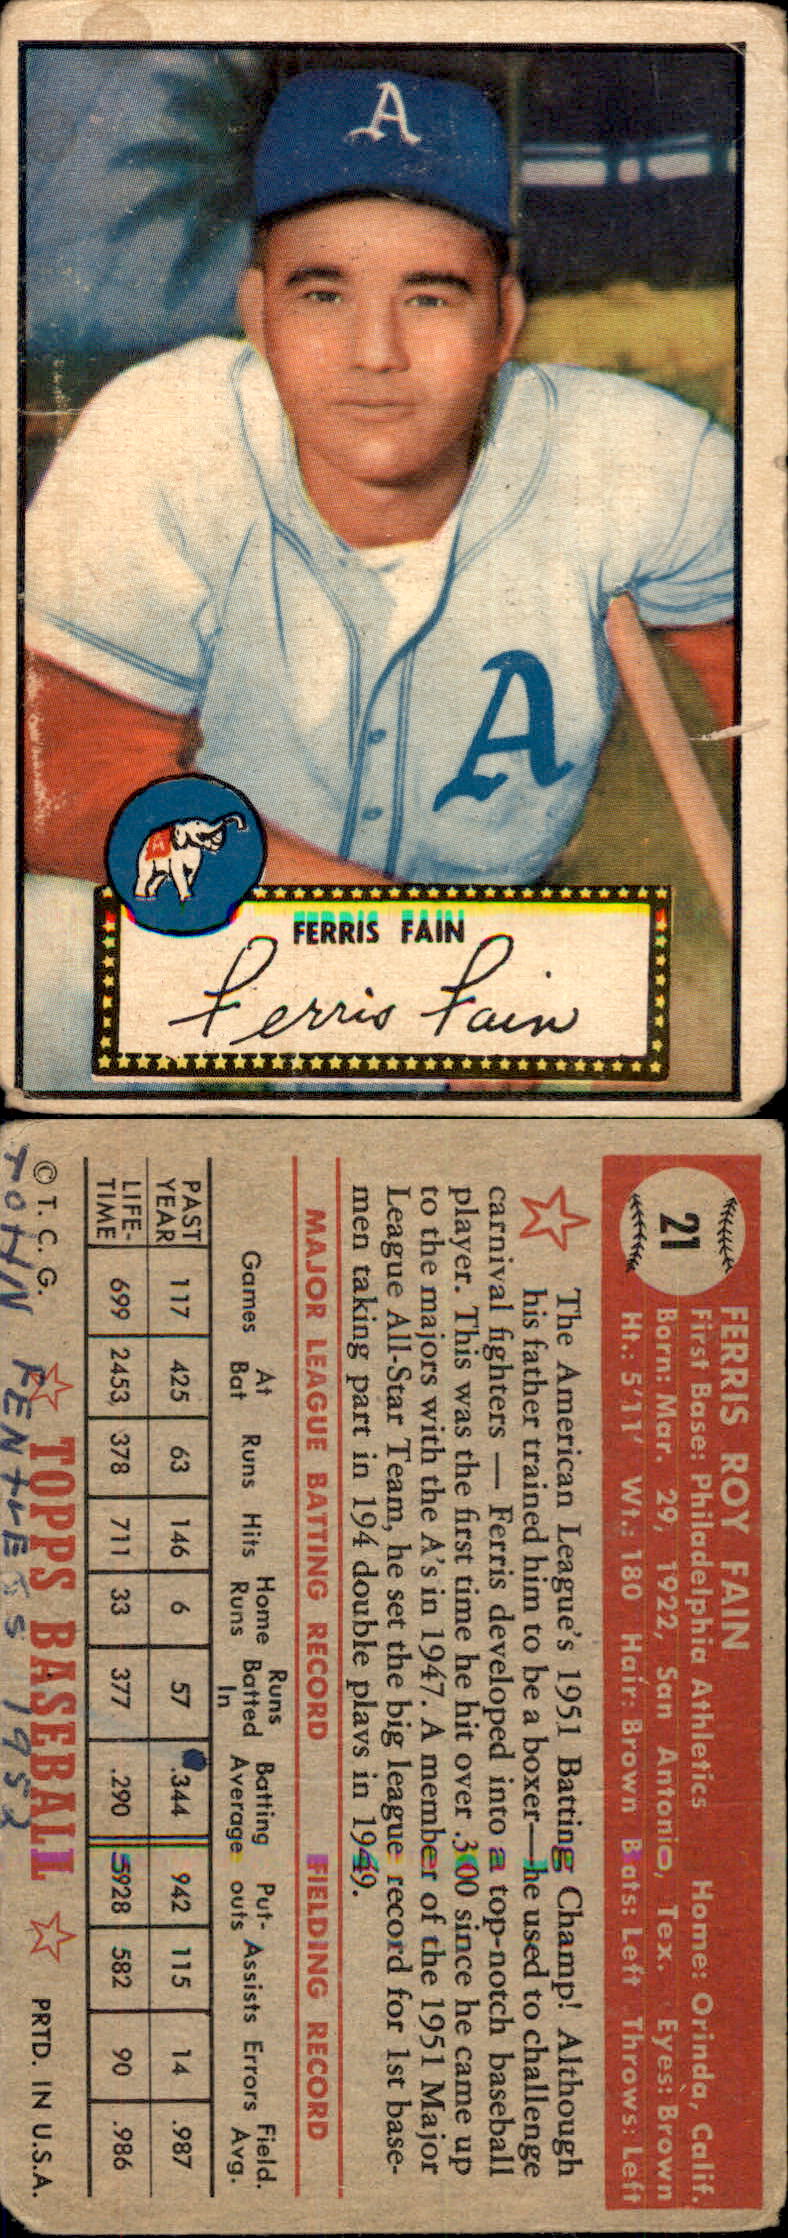 A
A
A
FERRIS FAIN
Ferris Fain
21
FERRIS ROY FAIN
First Base: Philadelphia Athletics Home: Orinda, Calif.
Born: Mar. 29, 1922, San Antonio, Tex. Eyes: Brown
Ht.: 5'11' Wt.: 180 Hair: Brown Bats: Left Throws: Left
The American League's 1951 Batting Champ! Although
his father trained him to be a boxer—he used to challenge
carnival fighters — Ferris developed into a top-notch baseball
player. This was the first time he hit over .300 since he came up
to the majors with the A's in 1947. A member of the 1951 Major
League All-Star Team, he set the big league record for 1st base-
men taking part in 194 double plays in 1949.
MAJOR LEAGUE BATTING RECORD FIELDING RECORD
Games At Bat Runs Hits Home Runs Runs Batted In Batting Average Put-outs Assists Errors Field. Avg.
PAST YEAR 117 425 63 146 6 57 .344 942 115 14 .987
LIFE-TIME 699 2453 378 711 33 377 .290 5928 582 90 .986
© T. C. G. TOPPS BASEBALL PRTD. IN U.S.A.
JOHN 1952